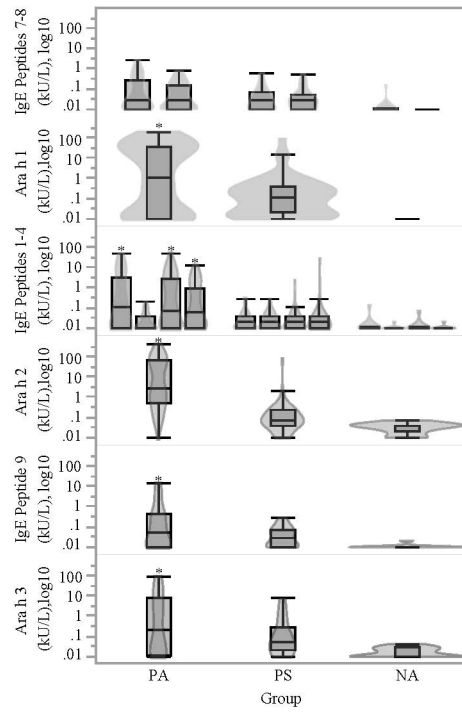 IgE Peptides 7-8
(kU/L), log10
100
10
1
.1
.01
Ara h 1
(kU/L),log10
100
10
1
.1
.01
*
IgE Peptides 1-4
(kU/L), log10
100
10
1
.1
.01
* * *
Ara h 2
(kU/L),log10
100
10
1
.1
.01
*
IgE Peptide 9
(kU/L), log10
100
10
1
.1
.01
*
Ara h 3
(kU/L),log10
100
10
1
.1
.01
*
PA PS NA
Group